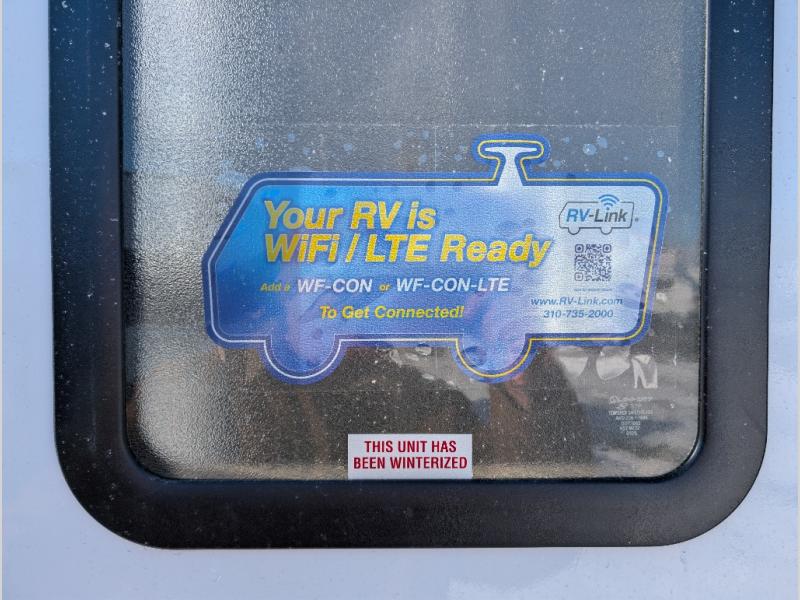 Your RV is
WiFi / LTE Ready
Add a WF-CON or WF-CON-LTE
To Get Connected!
RV-Link®
www.RV-Link.com
310-735-2000
THIS UNIT HAS
BEEN WINTERIZED